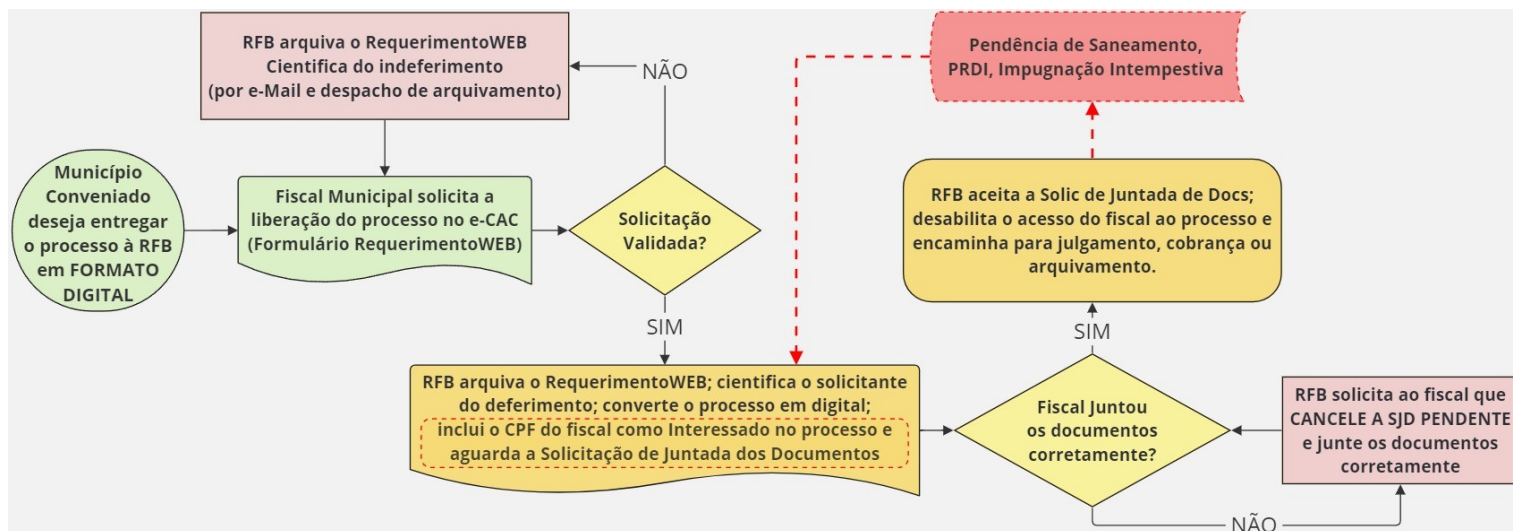 RFB arquiva o RequerimentoWEB
Cientifica do indeferimento
(por e-Mail e despacho de arquivamento)
NÃO
Pendência de Saneamento,
PRDI, Impugnação Intempestiva
Município
Conveniado
deseja entregar
o processo à RFB
em FORMATO
DIGITAL
Fiscal Municipal solicita a
liberação do processo no e-CAC
(Formulário RequerimentoWEB)
Solicitação
Validada?
RFB aceita a Solic de Juntada de Docs;
desabilita o acesso do fiscal ao processo e
encaminha para julgamento, cobrança ou
arquivamento.
SIM
SIM
RFB arquiva o RequerimentoWEB; cientifica o solicitante
do deferimento; converte o processo em digital;
inclui o CPF do fiscal como Interessado no processo e
aguarda a Solicitação de Juntada dos Documentos
Fiscal Juntou
os documentos
corretamente?
RFB solicita ao fiscal que
CANCELE A SJD PENDENTE
e junte os documentos
corretamente
NÃO